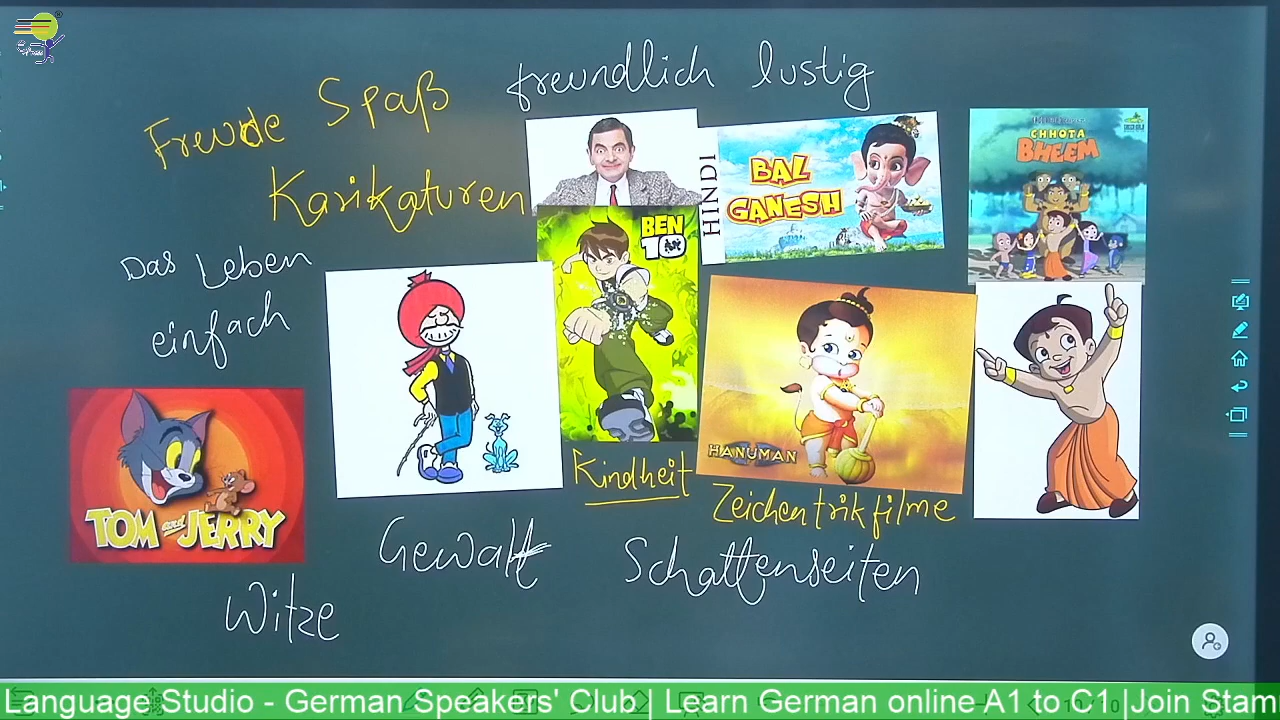 freundlich lustig
Freude Spaß
Karikaturen
Das Leben
einfach
HINDI
BAL
GANESH
CHHOTA
BHEEM
BEN
10
HANUMAN
TOM and JERRY
Kindheit
Zeichentrikfilme
Gewalt
Schattenseiten
Witze
Language Studio - German Speakers' Club | Learn German online A1 to C1 | Join Stam